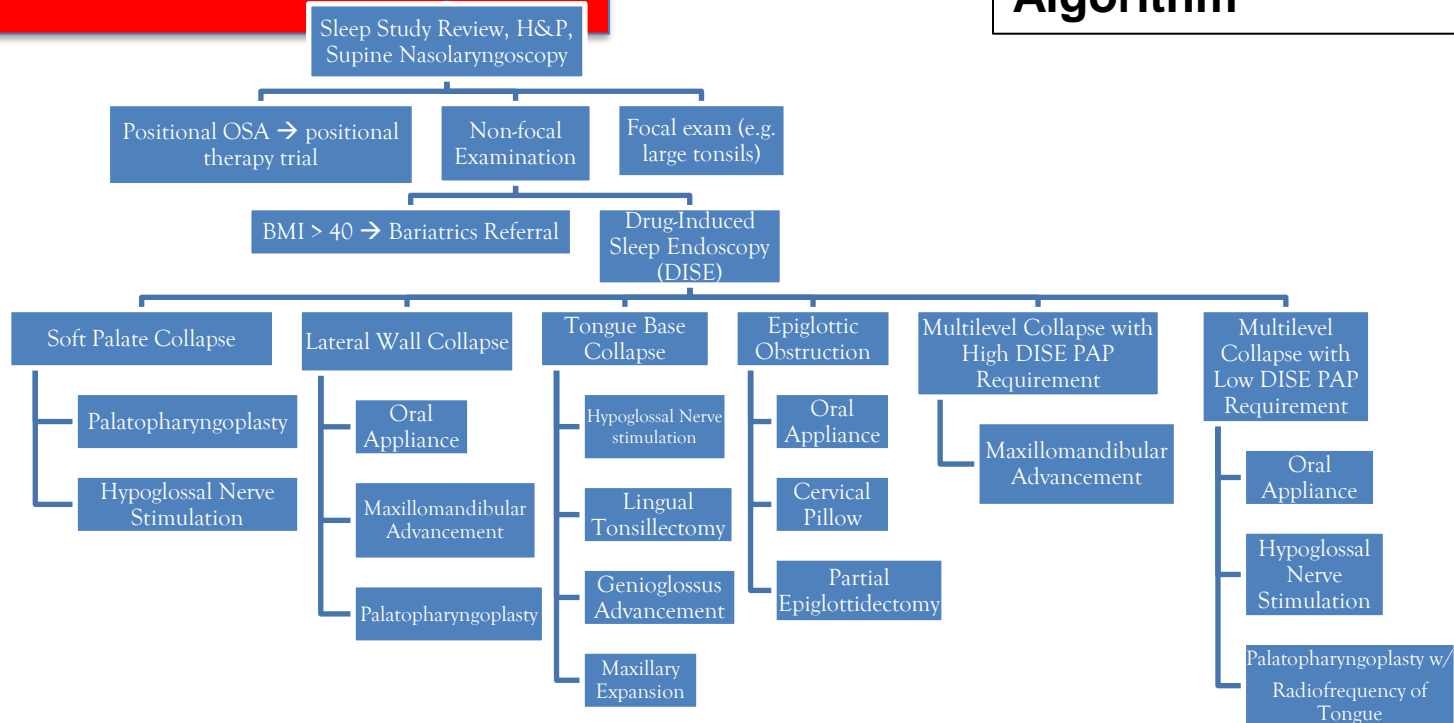 Algorithm
Sleep Study Review, H&P,
Supine Nasolaryngoscopy
Positional OSA → positional
therapy trial
Non-focal
Examination
Focal exam (e.g.
large tonsils)
BMI > 40 → Bariatrics Referral
Drug-Induced
Sleep Endoscopy
(DISE)
Soft Palate Collapse
Palatopharyngoplasty
Hypoglossal Nerve
Stimulation
Lateral Wall Collapse
Oral
Appliance
Maxillomandibular
Advancement
Palatopharyngoplasty
Tongue Base
Collapse
Hypoglossal Nerve
stimulation
Lingual
Tonsillectomy
Genioglossus
Advancement
Maxillary
Expansion
Epiglottic
Obstruction
Oral
Appliance
Cervical
Pillow
Partial
Epiglottidectomy
Multilevel Collapse with
High DISE PAP
Requirement
Maxillomandibular
Advancement
Multilevel
Collapse with
Low DISE PAP
Requirement
Oral
Appliance
Hypoglossal
Nerve
Stimulation
Palatopharyngoplasty w/
Radiofrequency of
Tongue